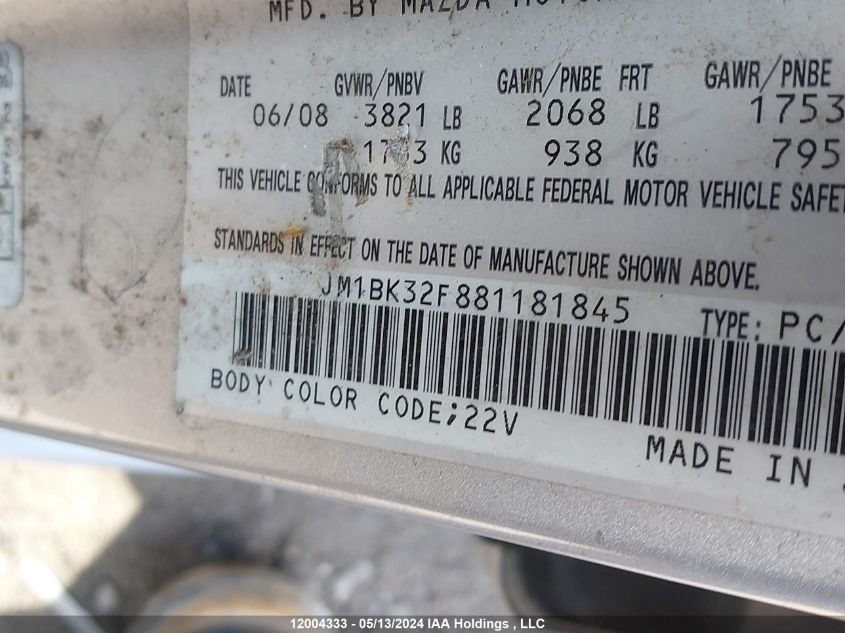 MFD. BY MAZDA
DATE GVWR/PNBV GAWR/PNBE FRT GAWR/PNBE
06/08 3821 LB 2068 LB 1753
KG 938 KG 795
THIS VEHICLE CONFORMS TO ALL APPLICABLE FEDERAL MOTOR VEHICLE SAFET
STANDARDS IN EFFECT ON THE DATE OF MANUFACTURE SHOWN ABOVE.
JM1BK32F881181845 TYPE: PC/
BODY COLOR CODE;22V
MADE IN
12004333 - 05/13/2024 IAA Holdings , LLC